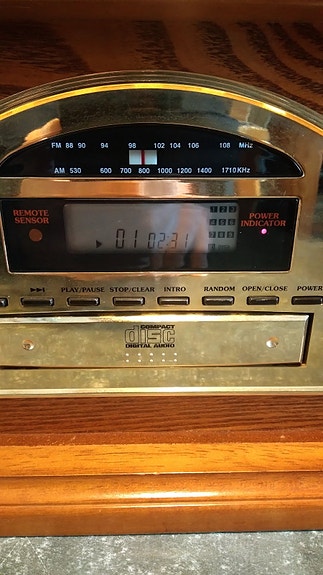 FM 88 90 94 98 102 104 106 108 MHz
AM 530 600 700 800 1000 1200 1400 1710 KHz
REMOTE SENSOR
POWER INDICATOR
01 02:31
PLAY/PAUSE STOP/CLEAR INTRO RANDOM OPEN/CLOSE POWER
COMPACT
disc
DIGITAL AUDIO